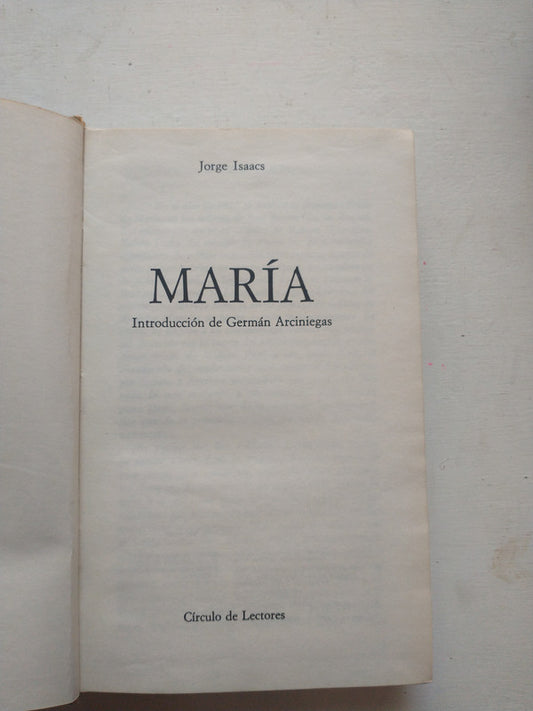 Jorge Isaacs
MARÍA
Introducción de Germán Arciniegas
Círculo de Lectores